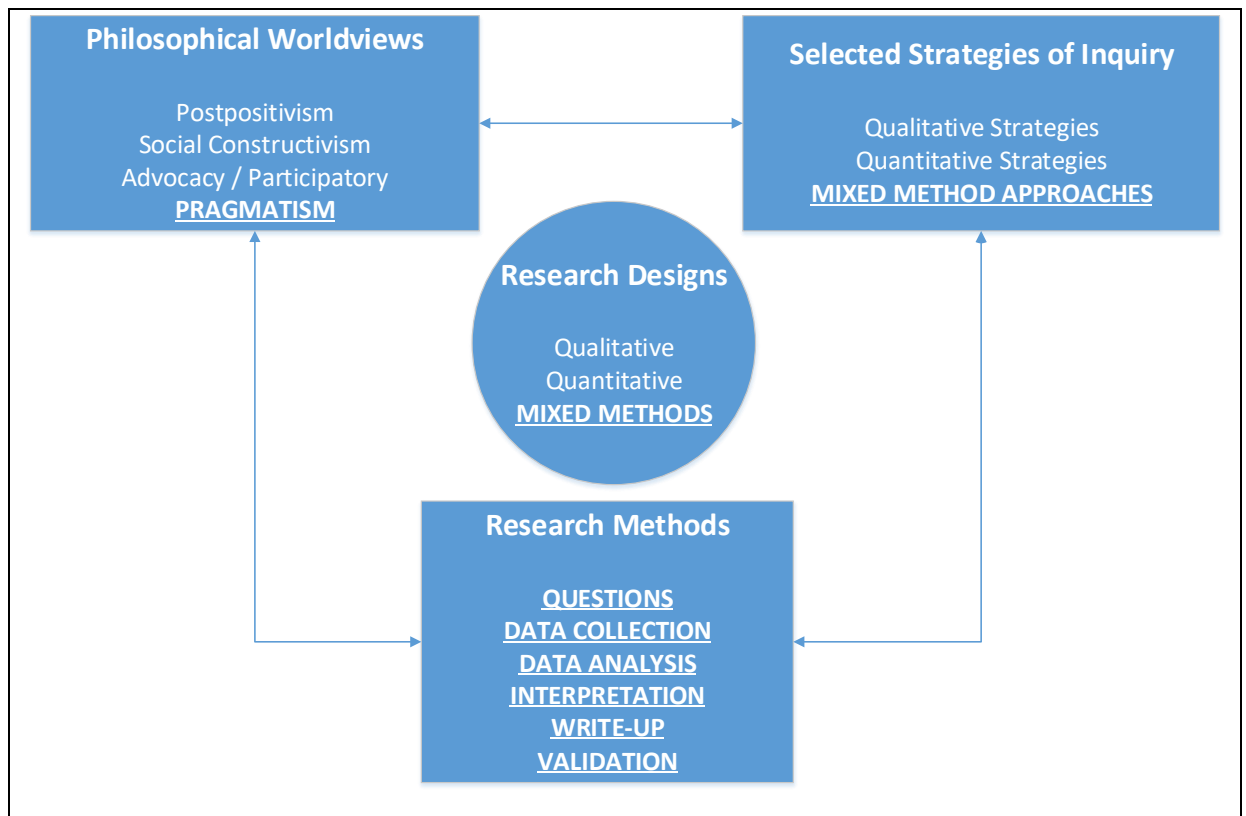 Philosophical Worldviews
Postpositivism
Social Constructivism
Advocacy / Participatory
PRAGMATISM
Selected Strategies of Inquiry
Qualitative Strategies
Quantitative Strategies
MIXED METHOD APPROACHES
Research Designs
Qualitative
Quantitative
MIXED METHODS
Research Methods
QUESTIONS
DATA COLLECTION
DATA ANALYSIS
INTERPRETATION
WRITE-UP
VALIDATION